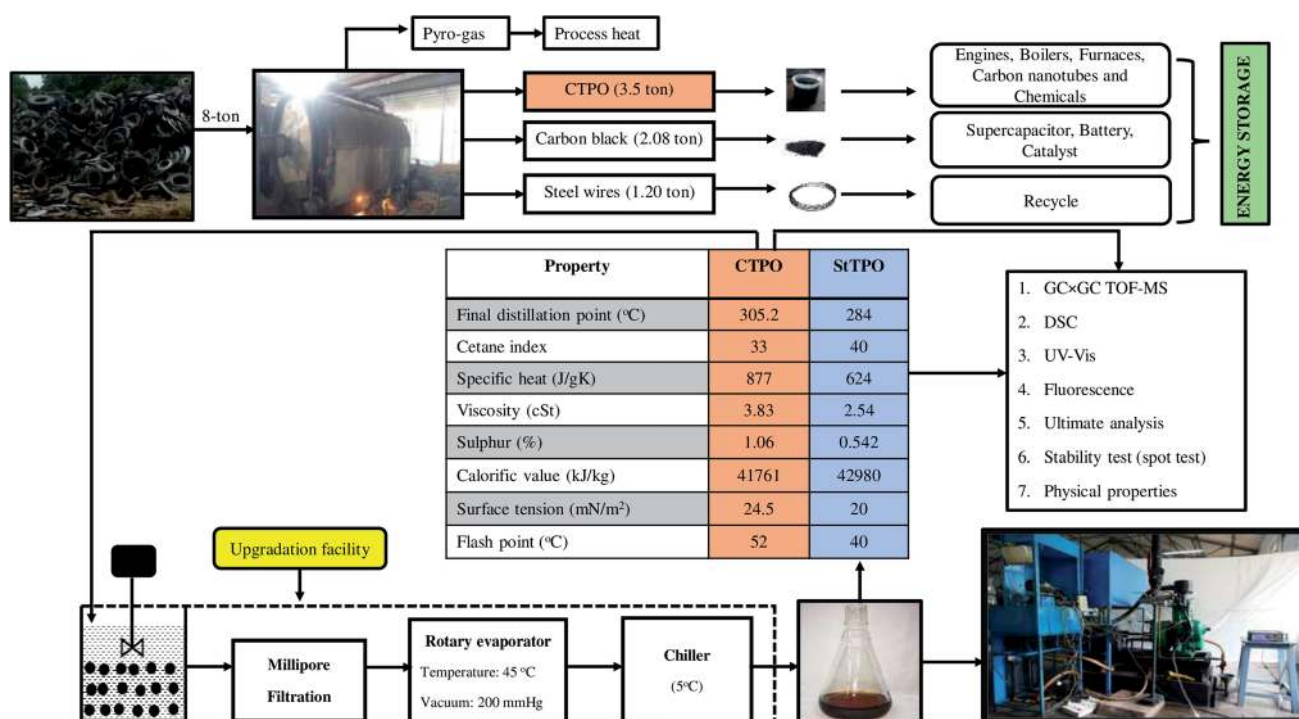 Pyro-gas
Process heat
8-ton
CTPO (3.5 ton)
Engines, Boilers, Furnaces,
Carbon nanotubes and
Chemicals
Carbon black (2.08 ton)
Supercapacitor, Battery,
Catalyst
Steel wires (1.20 ton)
Recycle
ENERGY STORAGE
Property CTPO StTPO
Final distillation point (°C) 305.2 284
Cetane index 33 40
Specific heat (J/gK) 877 624
Viscosity (cSt) 3.83 2.54
Sulphur (%) 1.06 0.542
Calorific value (kJ/kg) 41761 42980
Surface tension (mN/m²) 24.5 20
Flash point (°C) 52 40
1. GC×GC TOF-MS
2. DSC
3. UV-Vis
4. Fluorescence
5. Ultimate analysis
6. Stability test (spot test)
7. Physical properties
Upgradation facility
Millipore
Filtration
Rotary evaporator
Temperature: 45 °C
Vacuum: 200 mmHg
Chiller
(5°C)